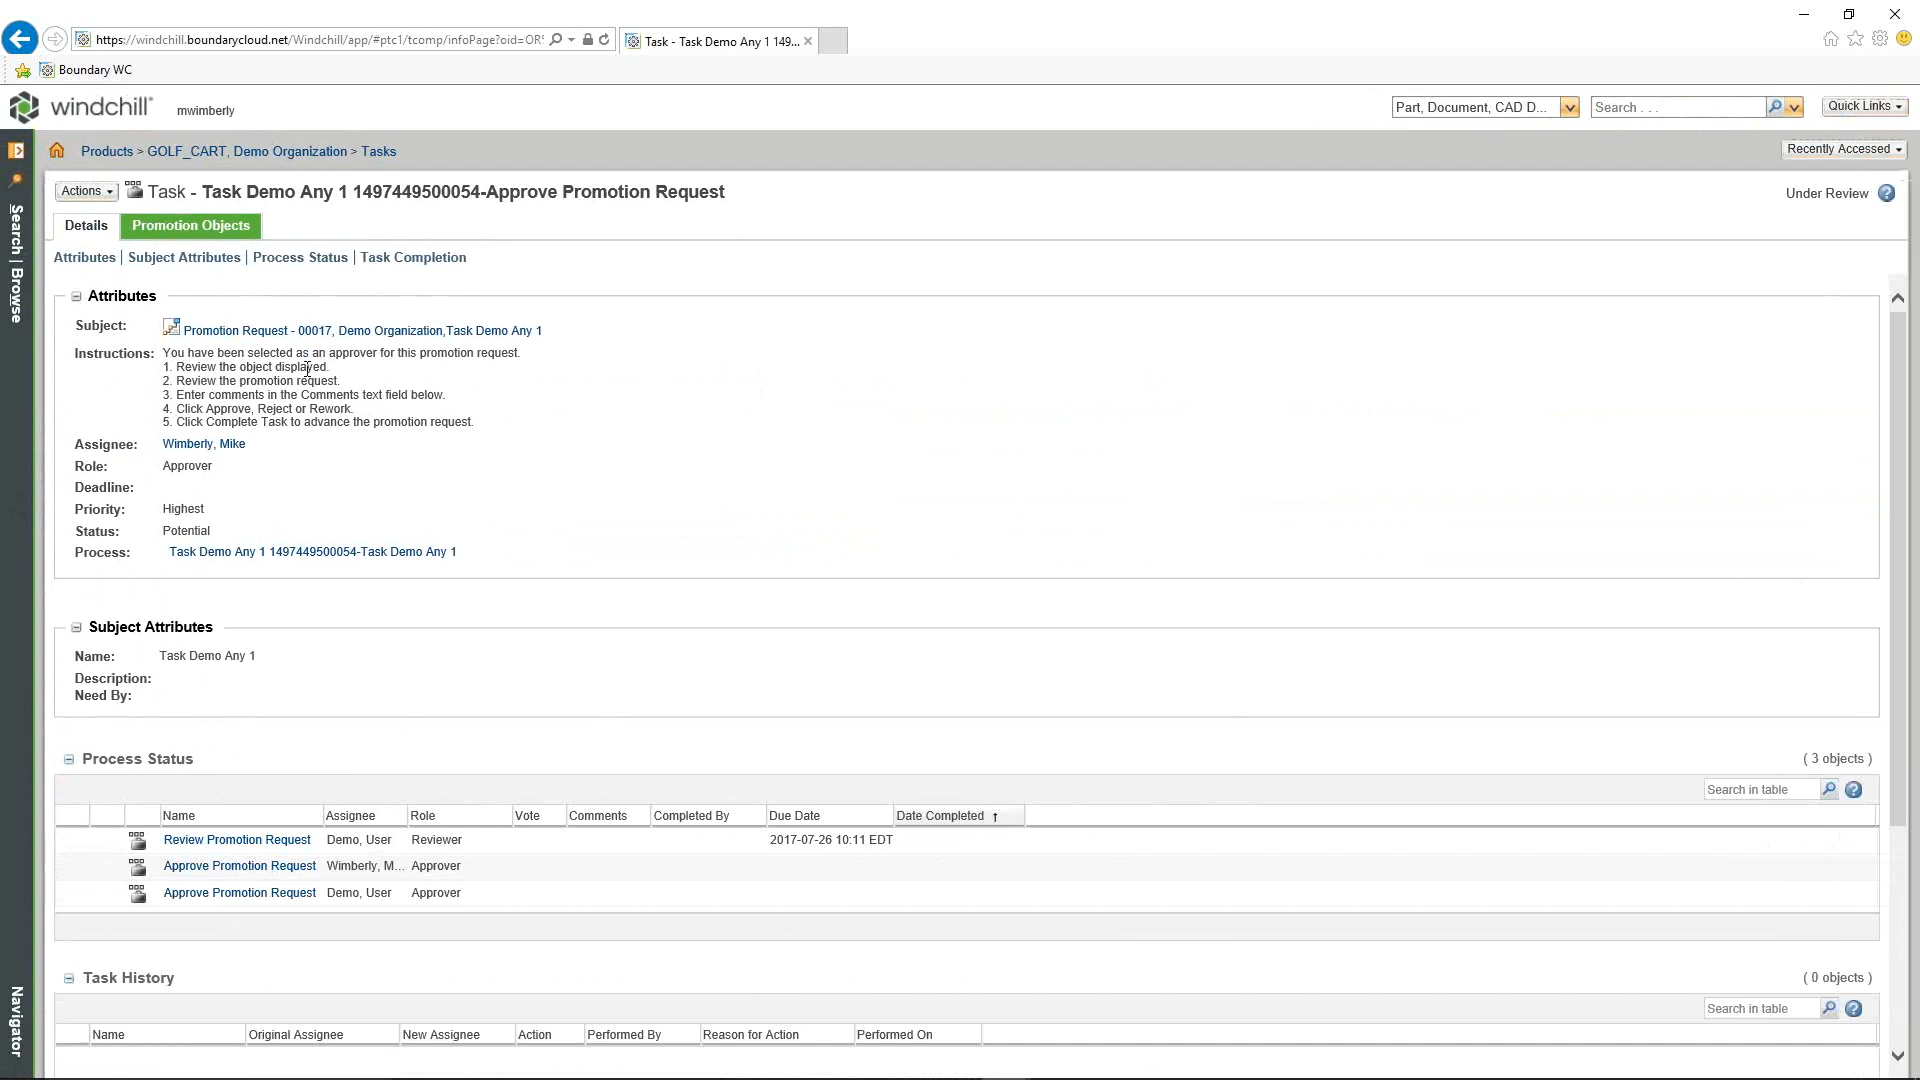 https://windchill.boundarycloud.net/Windchill/app/#ptc1/tcomp/infoPage?oid=OR
Task - Task Demo Any 1 149...
Boundary WC
windchill
mwimberly
Part, Document, CAD D...
Search . . .
Quick Links
Products > GOLF_CART, Demo Organization > Tasks
Recently Accessed
Actions
Task - Task Demo Any 1 1497449500054-Approve Promotion Request
Under Review
Details
Promotion Objects
Attributes | Subject Attributes | Process Status | Task Completion
Search | Browse
Attributes
Subject: Promotion Request - 00017, Demo Organization,Task Demo Any 1
Instructions: You have been selected as an approver for this promotion request.
1. Review the object displayed.
2. Review the promotion request.
3. Enter comments in the Comments text field below.
4. Click Approve, Reject or Rework.
5. Click Complete Task to advance the promotion request.
Assignee: Wimberly, Mike
Role: Approver
Deadline:
Priority: Highest
Status: Potential
Process: Task Demo Any 1 1497449500054-Task Demo Any 1
Subject Attributes
Name: Task Demo Any 1
Description:
Need By:
Process Status
( 3 objects )
Search in table
Name Assignee Role Vote Comments Completed By Due Date Date Completed ↑
Review Promotion Request Demo, User Reviewer 2017-07-26 10:11 EDT
Approve Promotion Request Wimberly, M... Approver
Approve Promotion Request Demo, User Approver
Task History
( 0 objects )
Search in table
Navigator
Name Original Assignee New Assignee Action Performed By Reason for Action Performed On